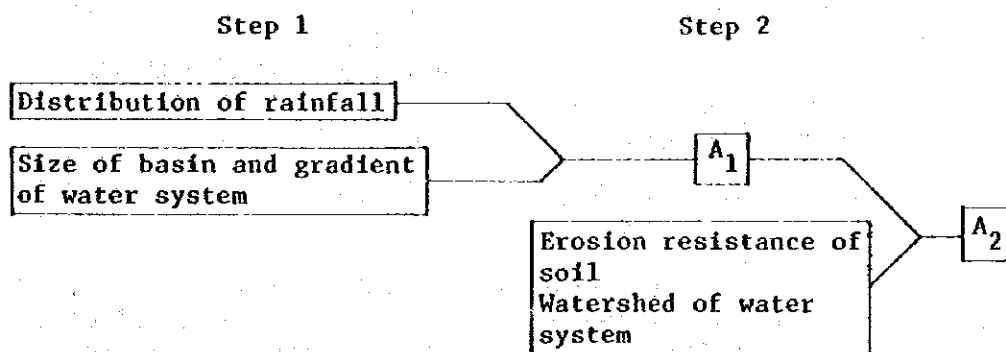 Step 1
Step 2
Distribution of rainfall
Size of basin and gradient
of water system
A1
Erosion resistance of
soil
Watershed of water
system
A2